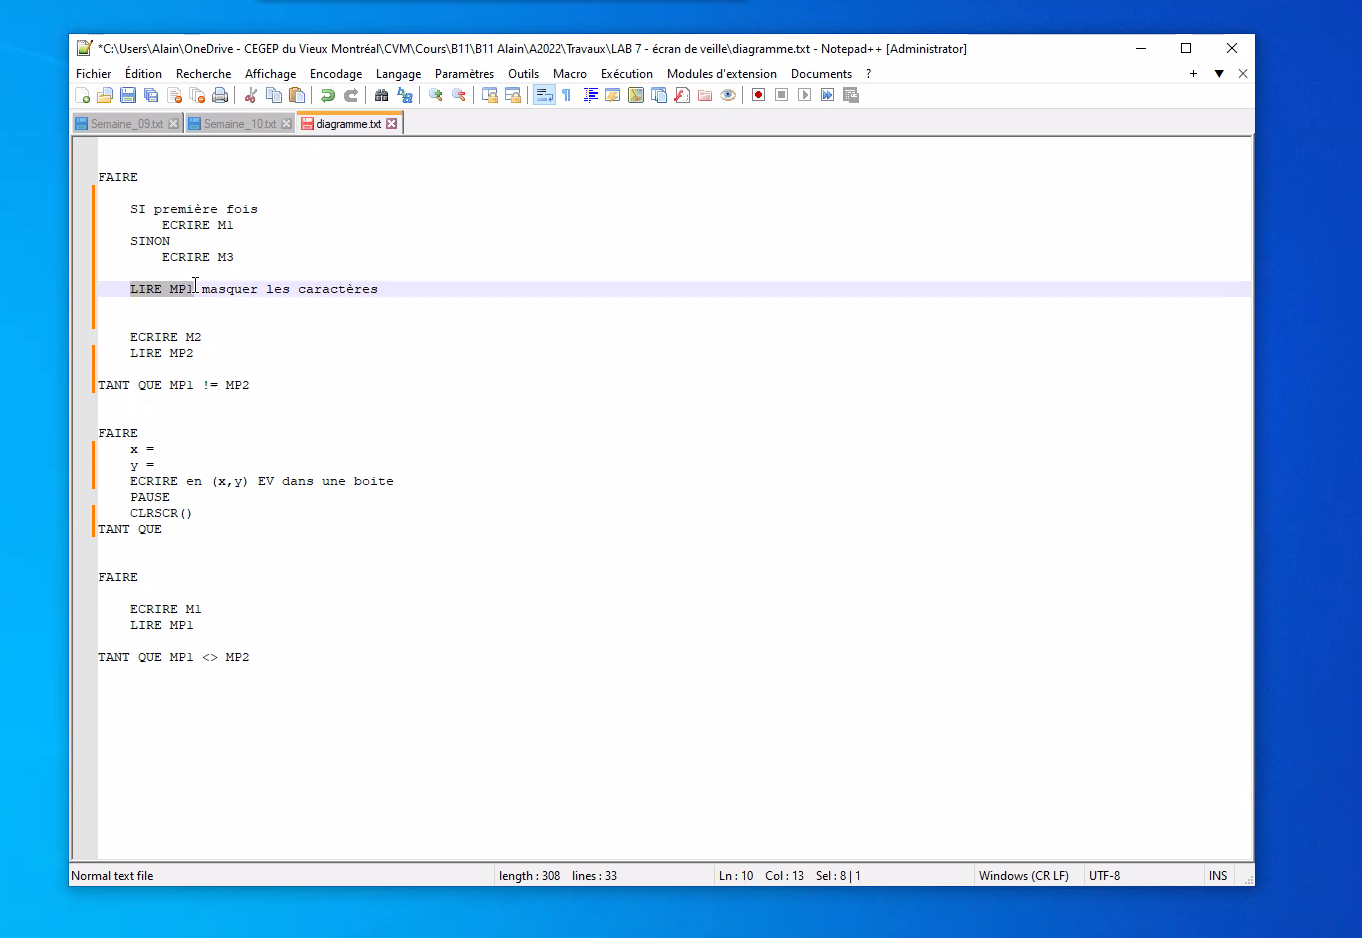 *C:\Users\Alain\OneDrive - CEGEP du Vieux Montréal\CVM\Cours\B11\B11 Alain\A2022\Travaux\LAB 7 - écran de veille\diagramme.txt - Notepad++ [Administrator]
Fichier Édition Recherche Affichage Encodage Langage Paramètres Outils Macro Exécution Modules d'extension Documents ?
Semaine_09.txt Semaine_10.txt diagramme.txt
FAIRE
SI première fois
ECRIRE M1
SINON
ECRIRE M3
LIRE MP1 masquer les caractères
ECRIRE M2
LIRE MP2
TANT QUE MP1 != MP2
FAIRE
x =
y =
ECRIRE en (x,y) EV dans une boite
PAUSE
CLRSCR()
TANT QUE
FAIRE
ECRIRE M1
LIRE MP1
TANT QUE MP1 <> MP2
Normal text file length : 308 lines : 33 Ln : 10 Col : 13 Sel : 8 | 1 Windows (CR LF) UTF-8 INS